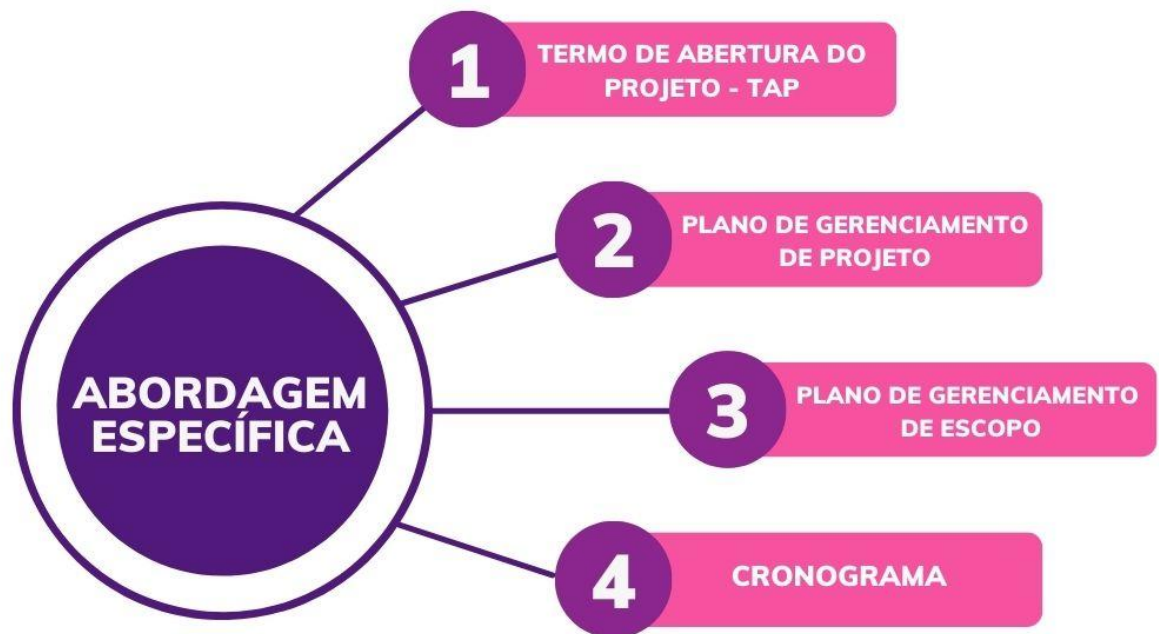 1
TERMO DE ABERTURA DO
PROJETO - TAP
2
PLANO DE GERENCIAMENTO
DE PROJETO
ABORDAGEM
ESPECÍFICA
3
PLANO DE GERENCIAMENTO
DE ESCOPO
4
CRONOGRAMA